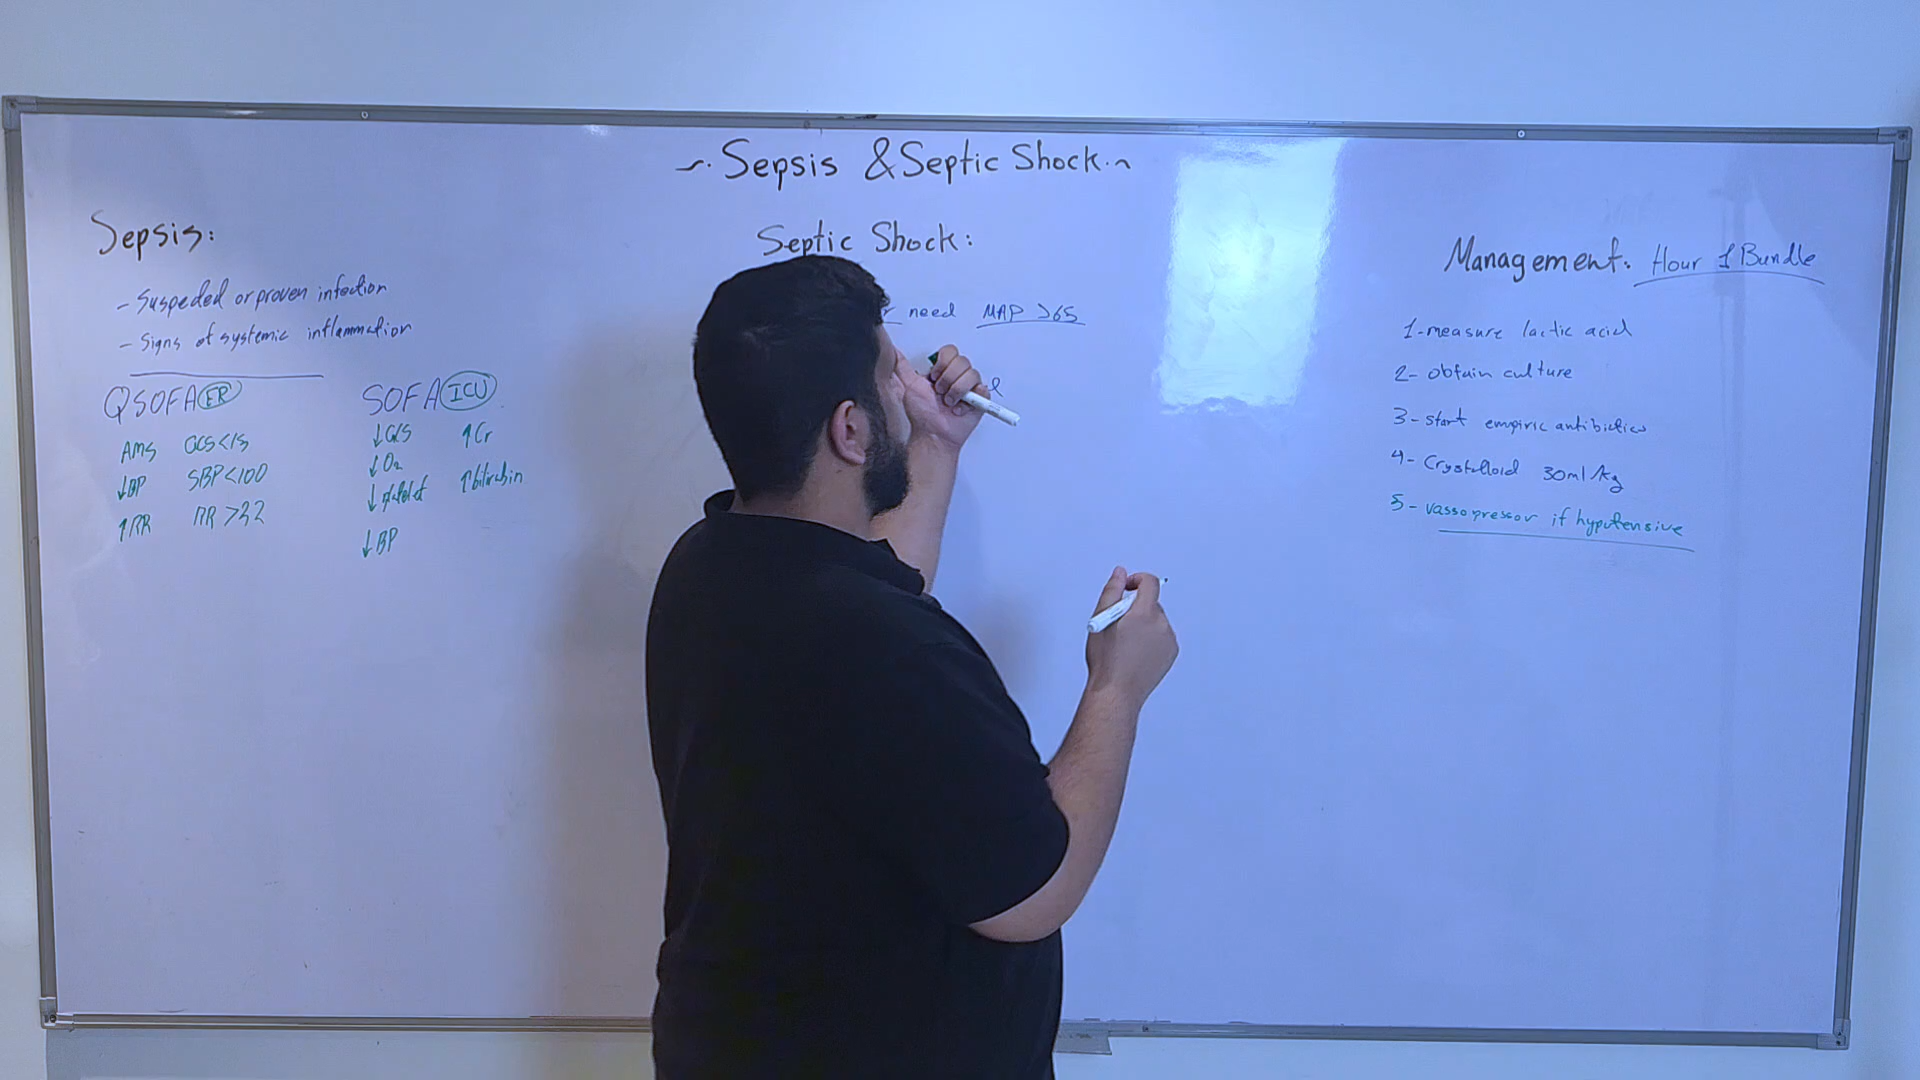 ~. Sepsis & Septic Shock .~
Sepsis:
- Suspeded or proven infection
- Signs of systemic inflammation
QSOFA ER
AMS GCS<15
↓BP SBP<100
↑RR RR >22
SOFA ICU
↓GCS ↑Cr
↓O2
↓platelet ↑bilirubin
↓BP
Septic Shock:
need MAP >65
Management: Hour 1 Bundle
1- measure lactic acid
2- obtain culture
3- start empiric antibiotics
4- Crystalloid 30ml/kg
5- vassopressor if hypotensive